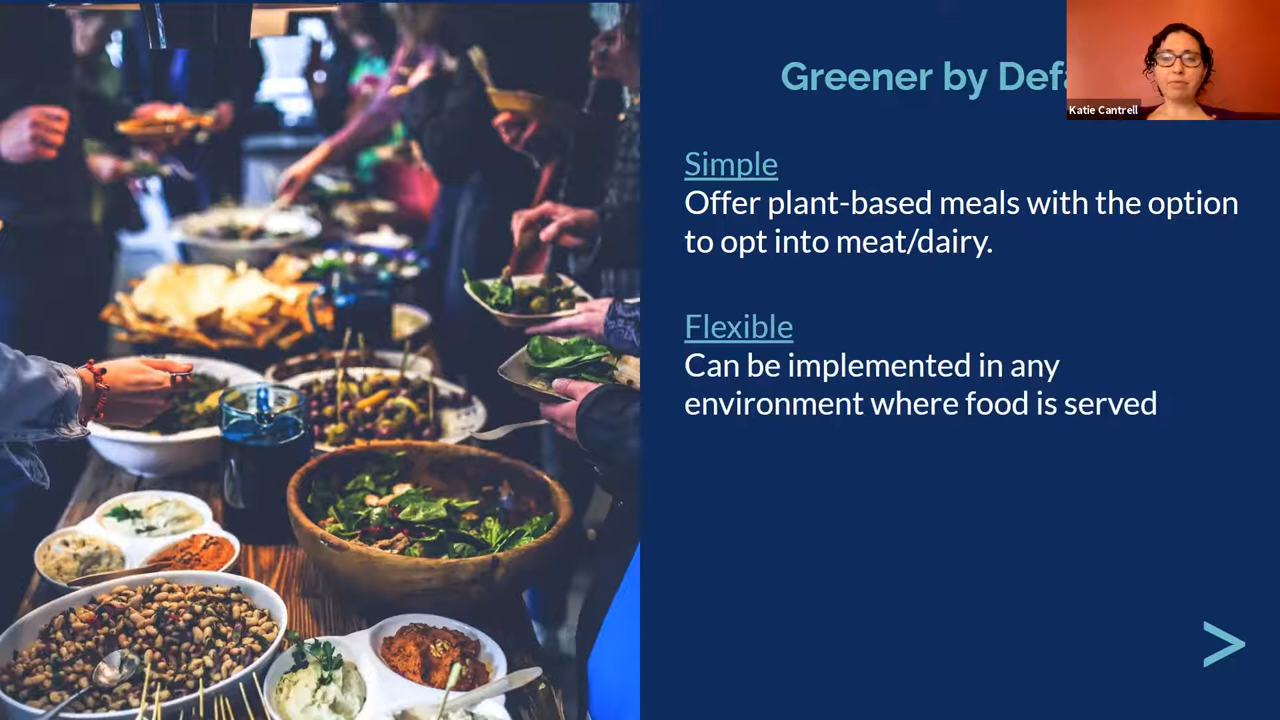 Greener by Defa
Katie Cantrell
Simple
Offer plant-based meals with the option
to opt into meat/dairy.
Flexible
Can be implemented in any
environment where food is served
>